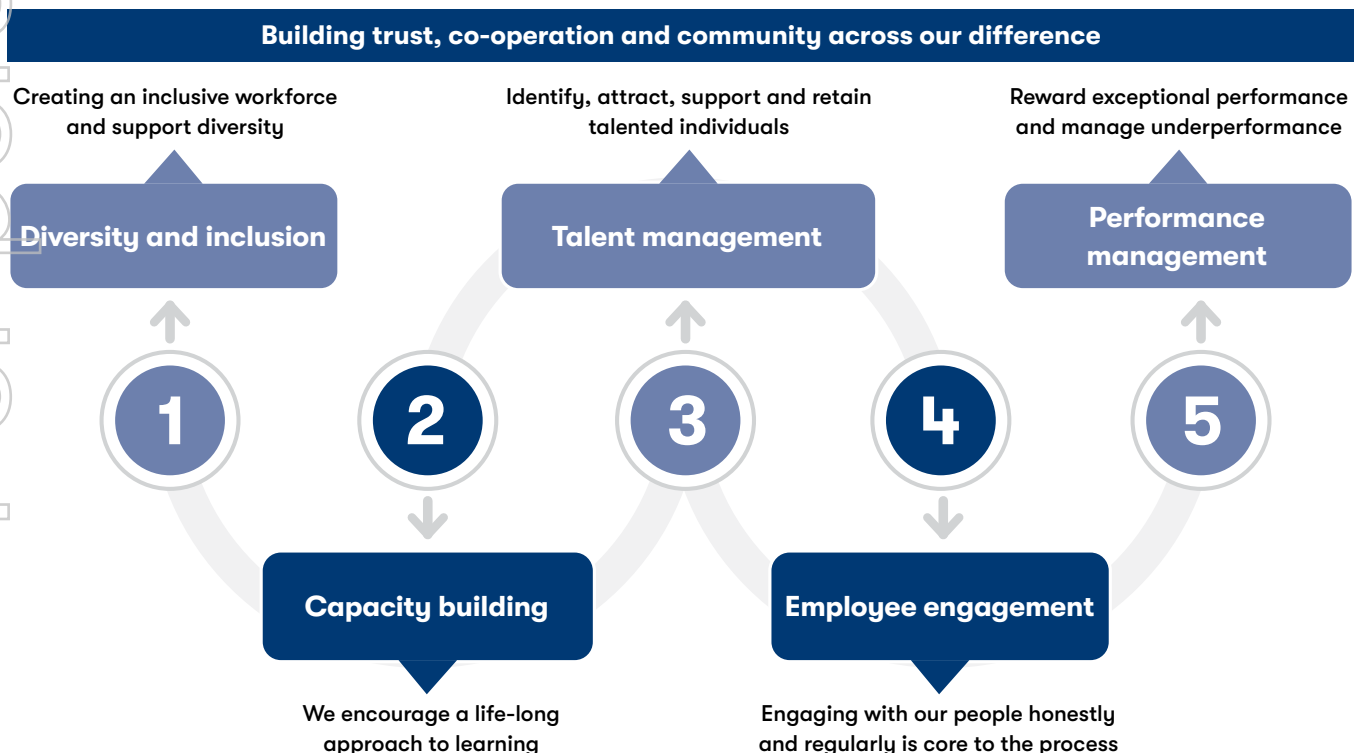 Building trust, co-operation and community across our difference
Creating an inclusive workforce
and support diversity
Identify, attract, support and retain
talented individuals
Reward exceptional performance
and manage underperformance
Diversity and inclusion
Talent management
Performance
management
1
2
3
4
5
Capacity building
Employee engagement
We encourage a life-long
approach to learning
Engaging with our people honestly
and regularly is core to the process